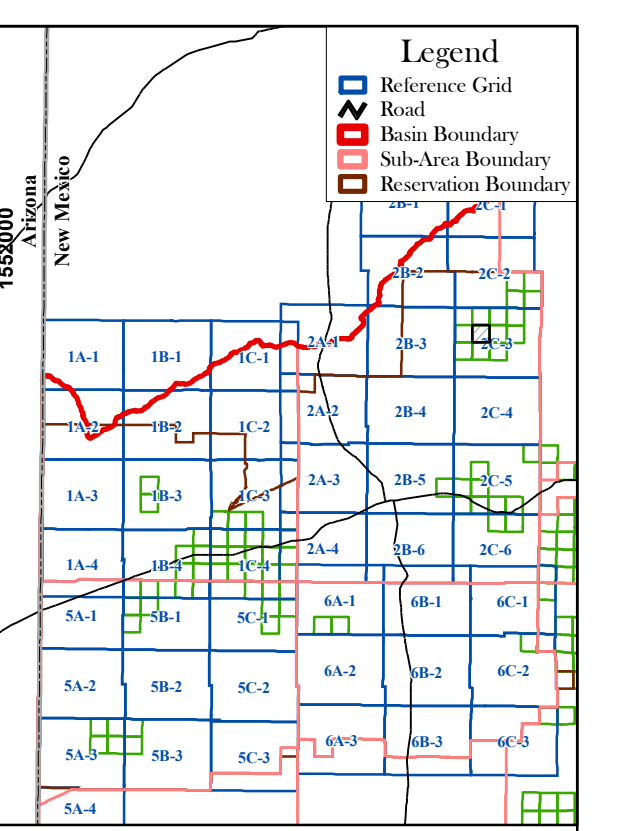 Legend
Reference Grid
Road
Basin Boundary
Sub-Area Boundary
Reservation Boundary
1552000
Arizona
New Mexico
2B-1 2C-1
2B-2 2C-2
2A-1 2B-3 2C-3
1A-1 1B-1 1C-1
2A-2 2B-4 2C-4
1A-2 1B-2 1C-2
2A-3 2B-5 2C-5
1A-3 1B-3 1C-3
2A-4 2B-6 2C-6
1A-4 1B-4 1C-4
6A-1 6B-1 6C-1
5A-1 5B-1 5C-1
6A-2 6B-2 6C-2
5A-2 5B-2 5C-2
6A-3 6B-3 6C-3
5A-3 5B-3 5C-3
5A-4